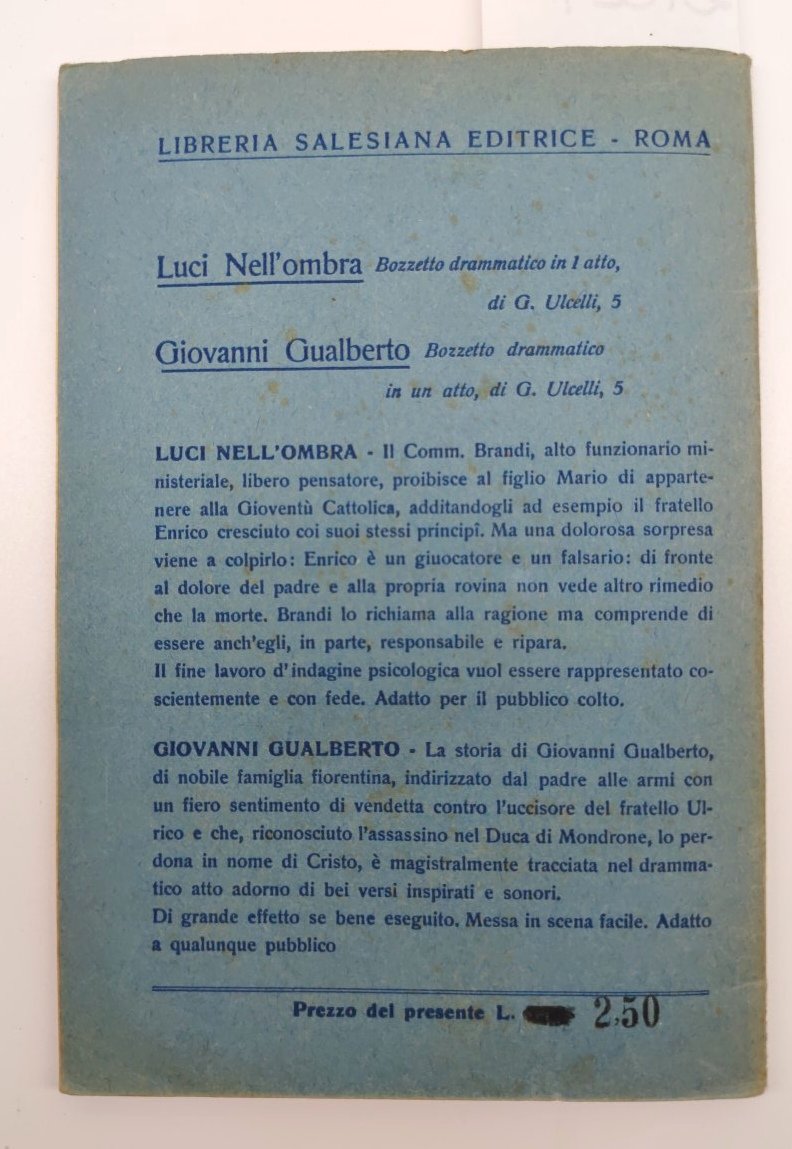 LIBRERIA SALESIANA EDITRICE - ROMA
Luci Nell'ombra Bozzetto drammatico in 1 atto,
di G. Ulcelli, 5
Giovanni Gualberto Bozzetto drammatico
in un atto, di G. Ulcelli, 5
LUCI NELL'OMBRA - Il Comm. Brandi, alto funzionario mi-
nisteriale, libero pensatore, proibisce al figlio Mario di apparte-
nere alla Gioventù Cattolica, additandogli ad esempio il fratello
Enrico cresciuto coi suoi stessi principî. Ma una dolorosa sorpresa
viene a colpirlo: Enrico è un giuocatore e un falsario: di fronte
al dolore del padre e alla propria rovina non vede altro rimedio
che la morte. Brandi lo richiama alla ragione ma comprende di
essere anch'egli, in parte, responsabile e ripara.
Il fine lavoro d'indagine psicologica vuol essere rappresentato co-
scientemente e con fede. Adatto per il pubblico colto.
GIOVANNI GUALBERTO - La storia di Giovanni Gualberto,
di nobile famiglia fiorentina, indirizzato dal padre alle armi con
un fiero sentimento di vendetta contro l'uccisore del fratello Ul-
rico e che, riconosciuto l'assassino nel Duca di Mondrone, lo per-
dona in nome di Cristo, è magistralmente tracciata nel dramma-
tico atto adorno di bei versi inspirati e sonori.
Di grande effetto se bene eseguito. Messa in scena facile. Adatto
a qualunque pubblico
Prezzo del presente L. 2,50